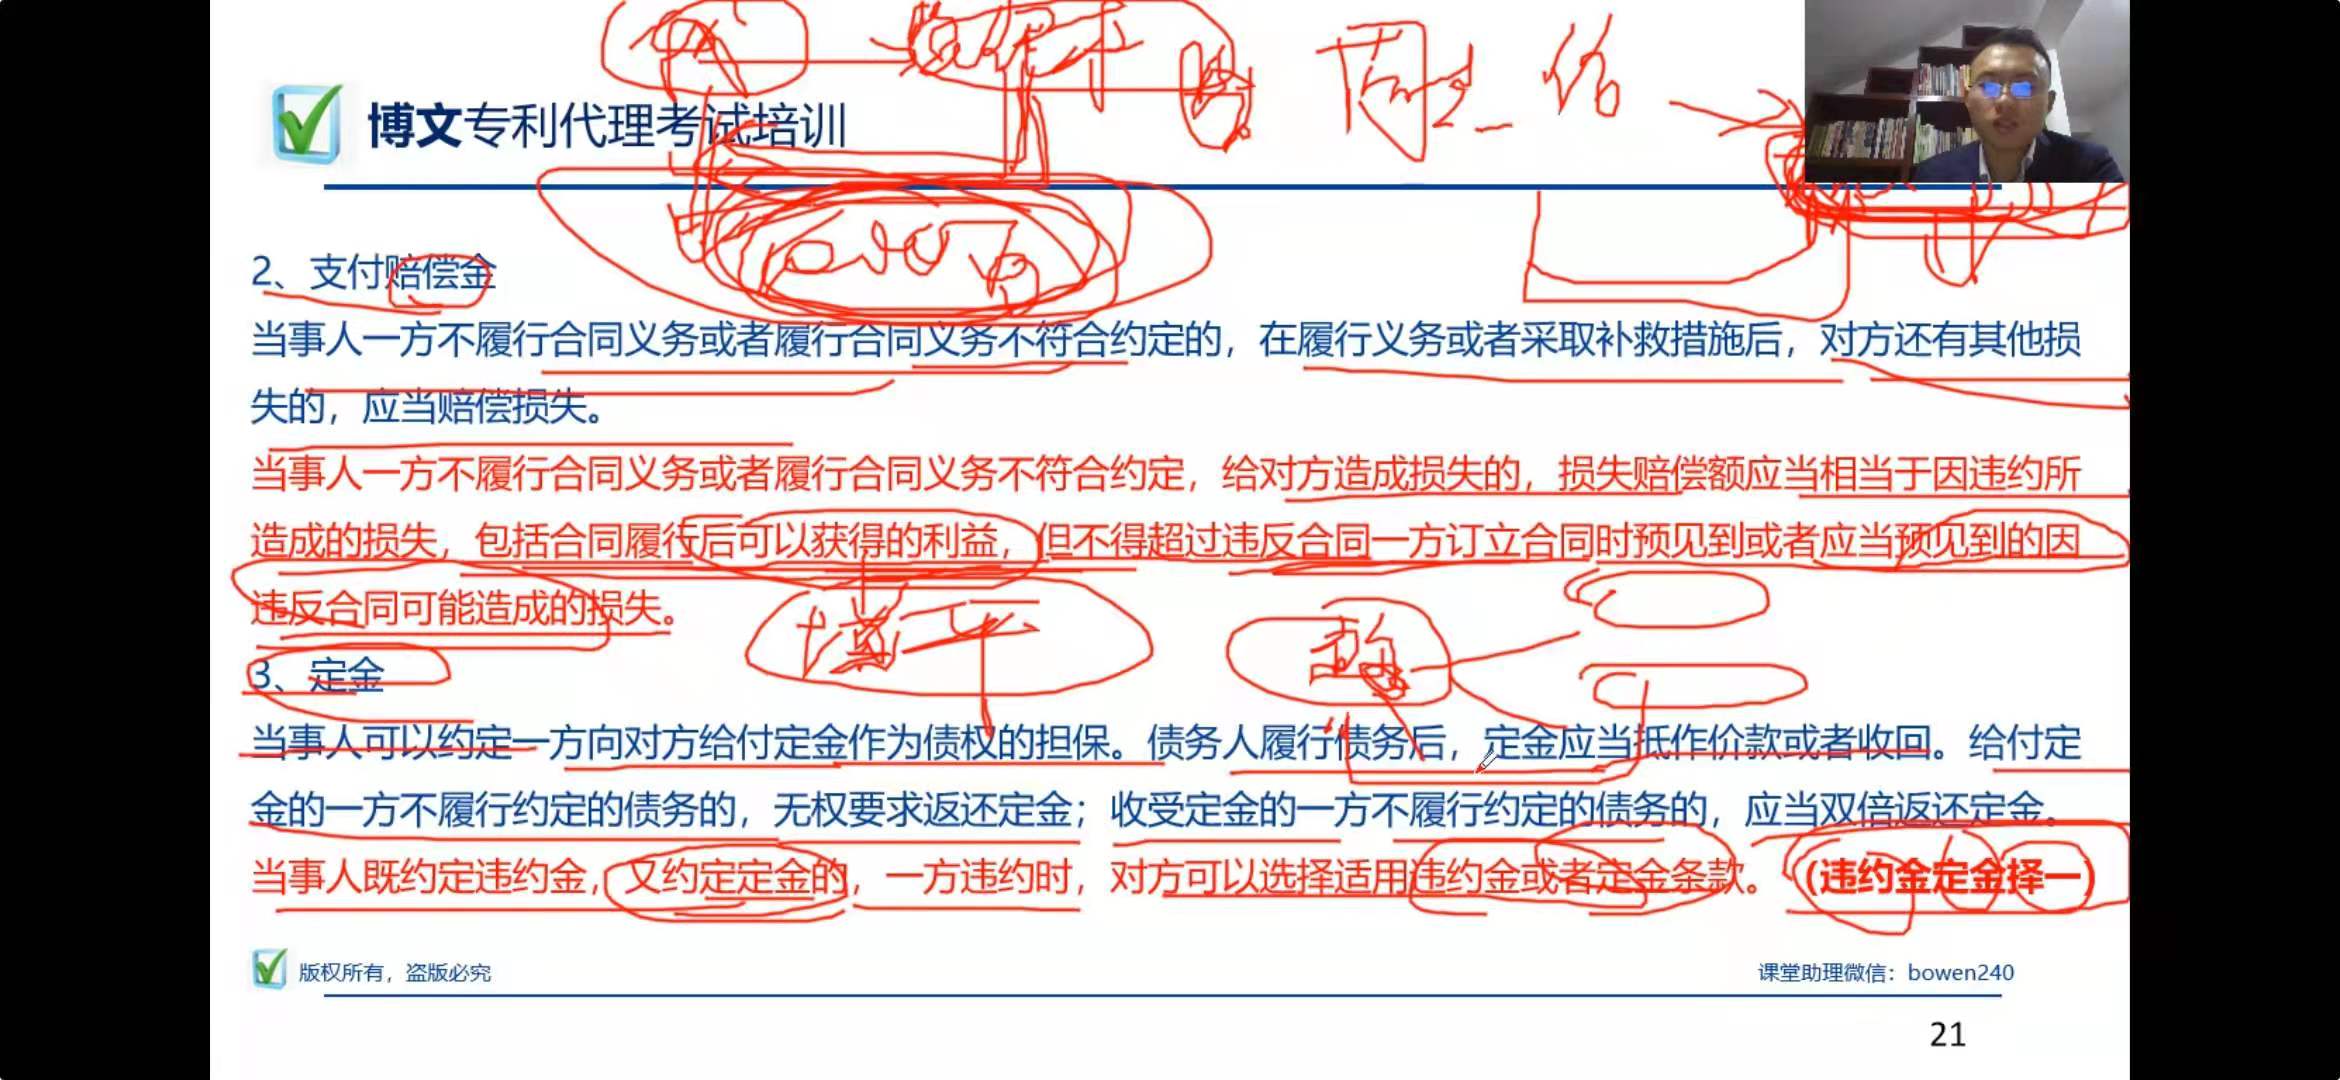 博文专利代理考试培训
2、支付赔偿金
当事人一方不履行合同义务或者履行合同义务不符合约定的，在履行义务或者采取补救措施后，对方还有其他损
失的，应当赔偿损失。
当事人一方不履行合同义务或者履行合同义务不符合约定，给对方造成损失的，损失赔偿额应当相当于因违约所
造成的损失，包括合同履行后可以获得的利益，但不得超过违反合同一方订立合同时预见到或者应当预见到的因
违反合同可能造成的损失。
3、定金
当事人可以约定一方向对方给付定金作为债权的担保。债务人履行债务后，定金应当抵作价款或者收回。给付定
金的一方不履行约定的债务的，无权要求返还定金；收受定金的一方不履行约定的债务的，应当双倍返还定金。
当事人既约定违约金，又约定定金的，一方违约时，对方可以选择适用违约金或者定金条款。（违约金定金择一）
版权所有，盗版必究
课堂助理微信：bowen240
21